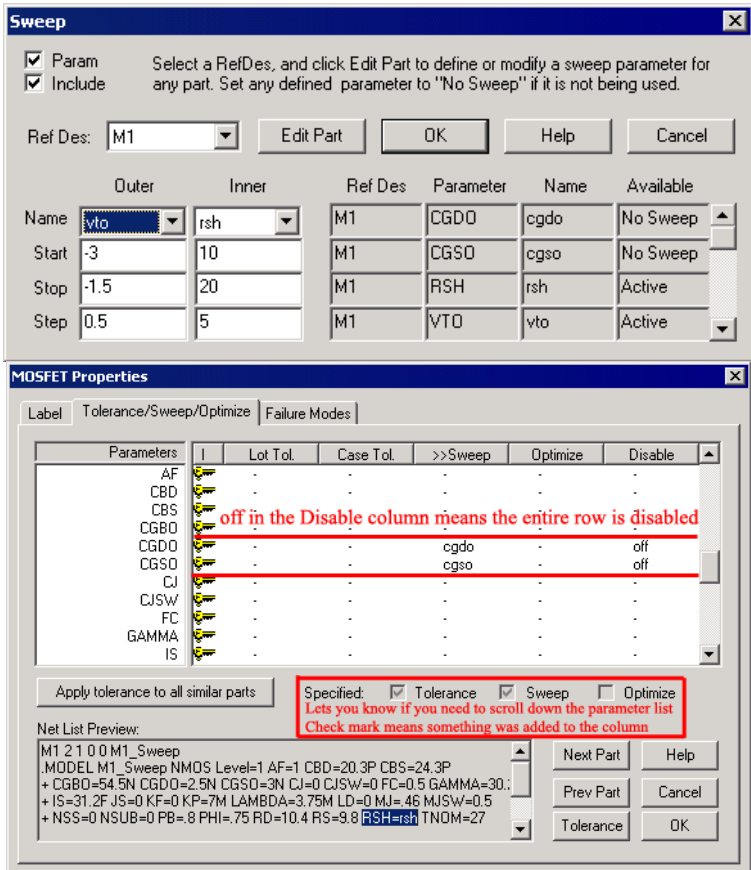 Sweep
Param
Include
Select a RefDes, and click Edit Part to define or modify a sweep parameter for
any part. Set any defined parameter to "No Sweep" if it is not being used.
Ref Des: M1 Edit Part OK Help Cancel
Outer Inner Ref Des Parameter Name Available
Name vto rsh M1 CGDO cgdo No Sweep
Start -3 10 M1 CGSO cgso No Sweep
Stop -1.5 20 M1 RSH rsh Active
Step 0.5 5 M1 VTO vto Active
MOSFET Properties
Label Tolerance/Sweep/Optimize Failure Modes
Parameters I Lot Tol. Case Tol. >>Sweep Optimize Disable
AF - - - - -
CBD - - - - -
CBS - - - - -
off in the Disable column means the entire row is disabled
CGBO - - - - -
CGDO - - cgdo - off
CGSO - - cgso - off
CJ - - - - -
CJSW - - - - -
FC - - - - -
GAMMA - - - - -
IS - - - - -
Apply tolerance to all similar parts
Specified: Tolerance Sweep Optimize
Lets you know if you need to scroll down the parameter list
Check mark means something was added to the column
Net List Preview:
M1 2 1 0 0 M1_Sweep
.MODEL M1_Sweep NMOS Level=1 AF=1 CBD=20.3P CBS=24.3P
+ CGBO=54.5N CGDO=2.5N CGSO=3N CJ=0 CJSW=0 FC=0.5 GAMMA=30.
+ IS=31.2F JS=0 KF=0 KP=7M LAMBDA=3.75M LD=0 MJ=.46 MJSW=0.5
+ NSS=0 NSUB=0 PB=.8 PHI=.75 RD=10.4 RS=9.8 RSH=rsh TNOM=27
Next Part Help
Prev Part Cancel
Tolerance OK